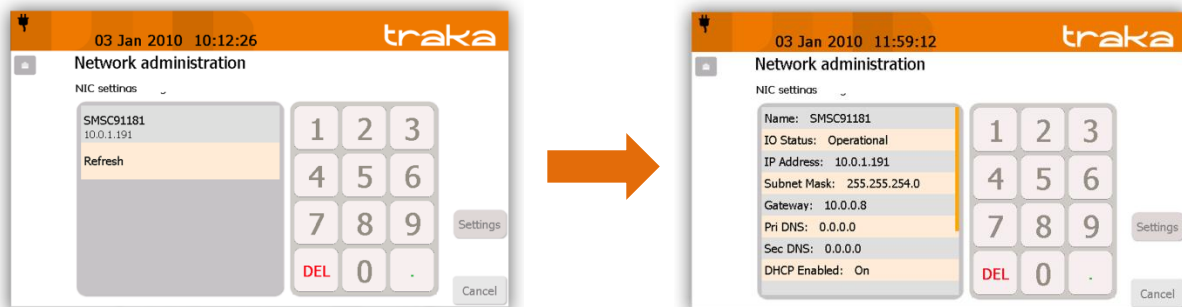 03 Jan 2010 10:12:26
traka
Network administration
NIC settings
SMSC91181
10.0.1.191
Refresh
1 2 3
4 5 6
7 8 9
DEL 0 .
Settings
Cancel
03 Jan 2010 11:59:12
traka
Network administration
NIC settings
Name: SMSC91181
IO Status: Operational
IP Address: 10.0.1.191
Subnet Mask: 255.255.254.0
Gateway: 10.0.0.8
Pri DNS: 0.0.0.0
Sec DNS: 0.0.0.0
DHCP Enabled: On
1 2 3
4 5 6
7 8 9
DEL 0 .
Settings
Cancel